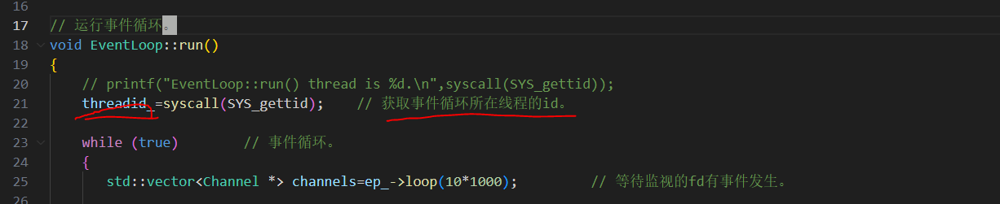 16
17 // 运行事件循环。
18 void EventLoop::run()
19 {
20 // printf("EventLoop::run() thread is %d.\n",syscall(SYS_gettid));
21 threadid_=syscall(SYS_gettid); // 获取事件循环所在线程的id。
22
23 while (true) // 事件循环。
24 {
25 std::vector<Channel *> channels=ep_->loop(10*1000); // 等待监视的fd有事件发生。
26